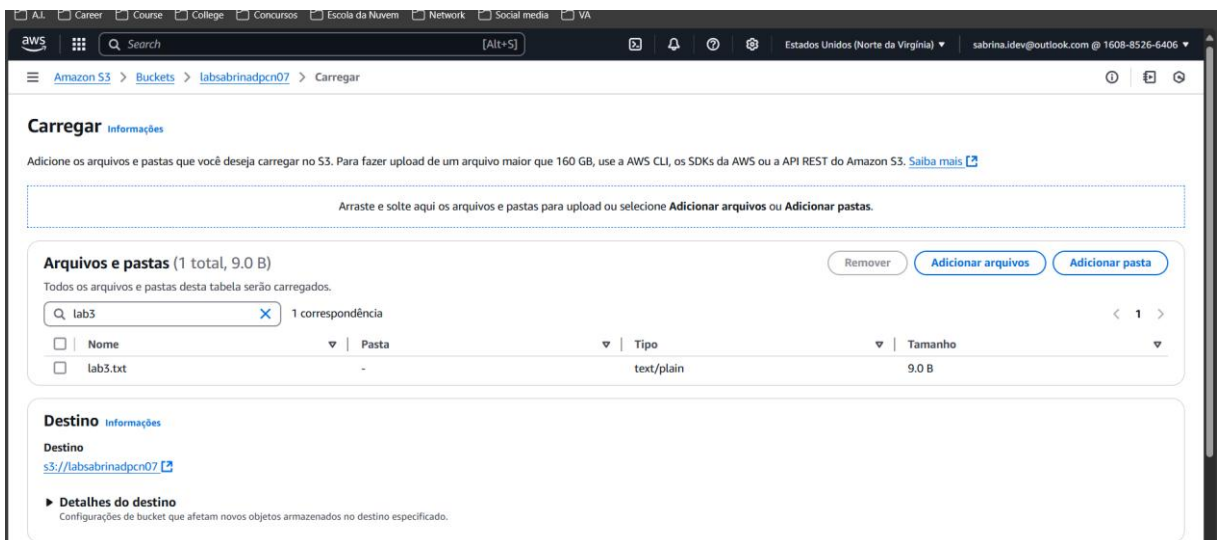 A.I. Career Course College Concursos Escola da Nuvem Network Social media VA
aws Search [Alt+S] Estados Unidos (Norte da Virgínia) ▼ sabrina.idev@outlook.com @ 1608-8526-6406 ▼
Amazon S3 > Buckets > labsabrinadpcn07 > Carregar
Carregar Informações
Adicione os arquivos e pastas que você deseja carregar no S3. Para fazer upload de um arquivo maior que 160 GB, use a AWS CLI, os SDKs da AWS ou a API REST do Amazon S3. Saiba mais
Arraste e solte aqui os arquivos e pastas para upload ou selecione Adicionar arquivos ou Adicionar pastas.
Arquivos e pastas (1 total, 9.0 B) Remover Adicionar arquivos Adicionar pasta
Todos os arquivos e pastas desta tabela serão carregados.
lab3 1 correspondência < 1 >
Nome Pasta Tipo Tamanho
lab3.txt - text/plain 9.0 B
Destino Informações
Destino
s3://labsabrinadpcn07
Detalhes do destino
Configurações de bucket que afetam novos objetos armazenados no destino especificado.